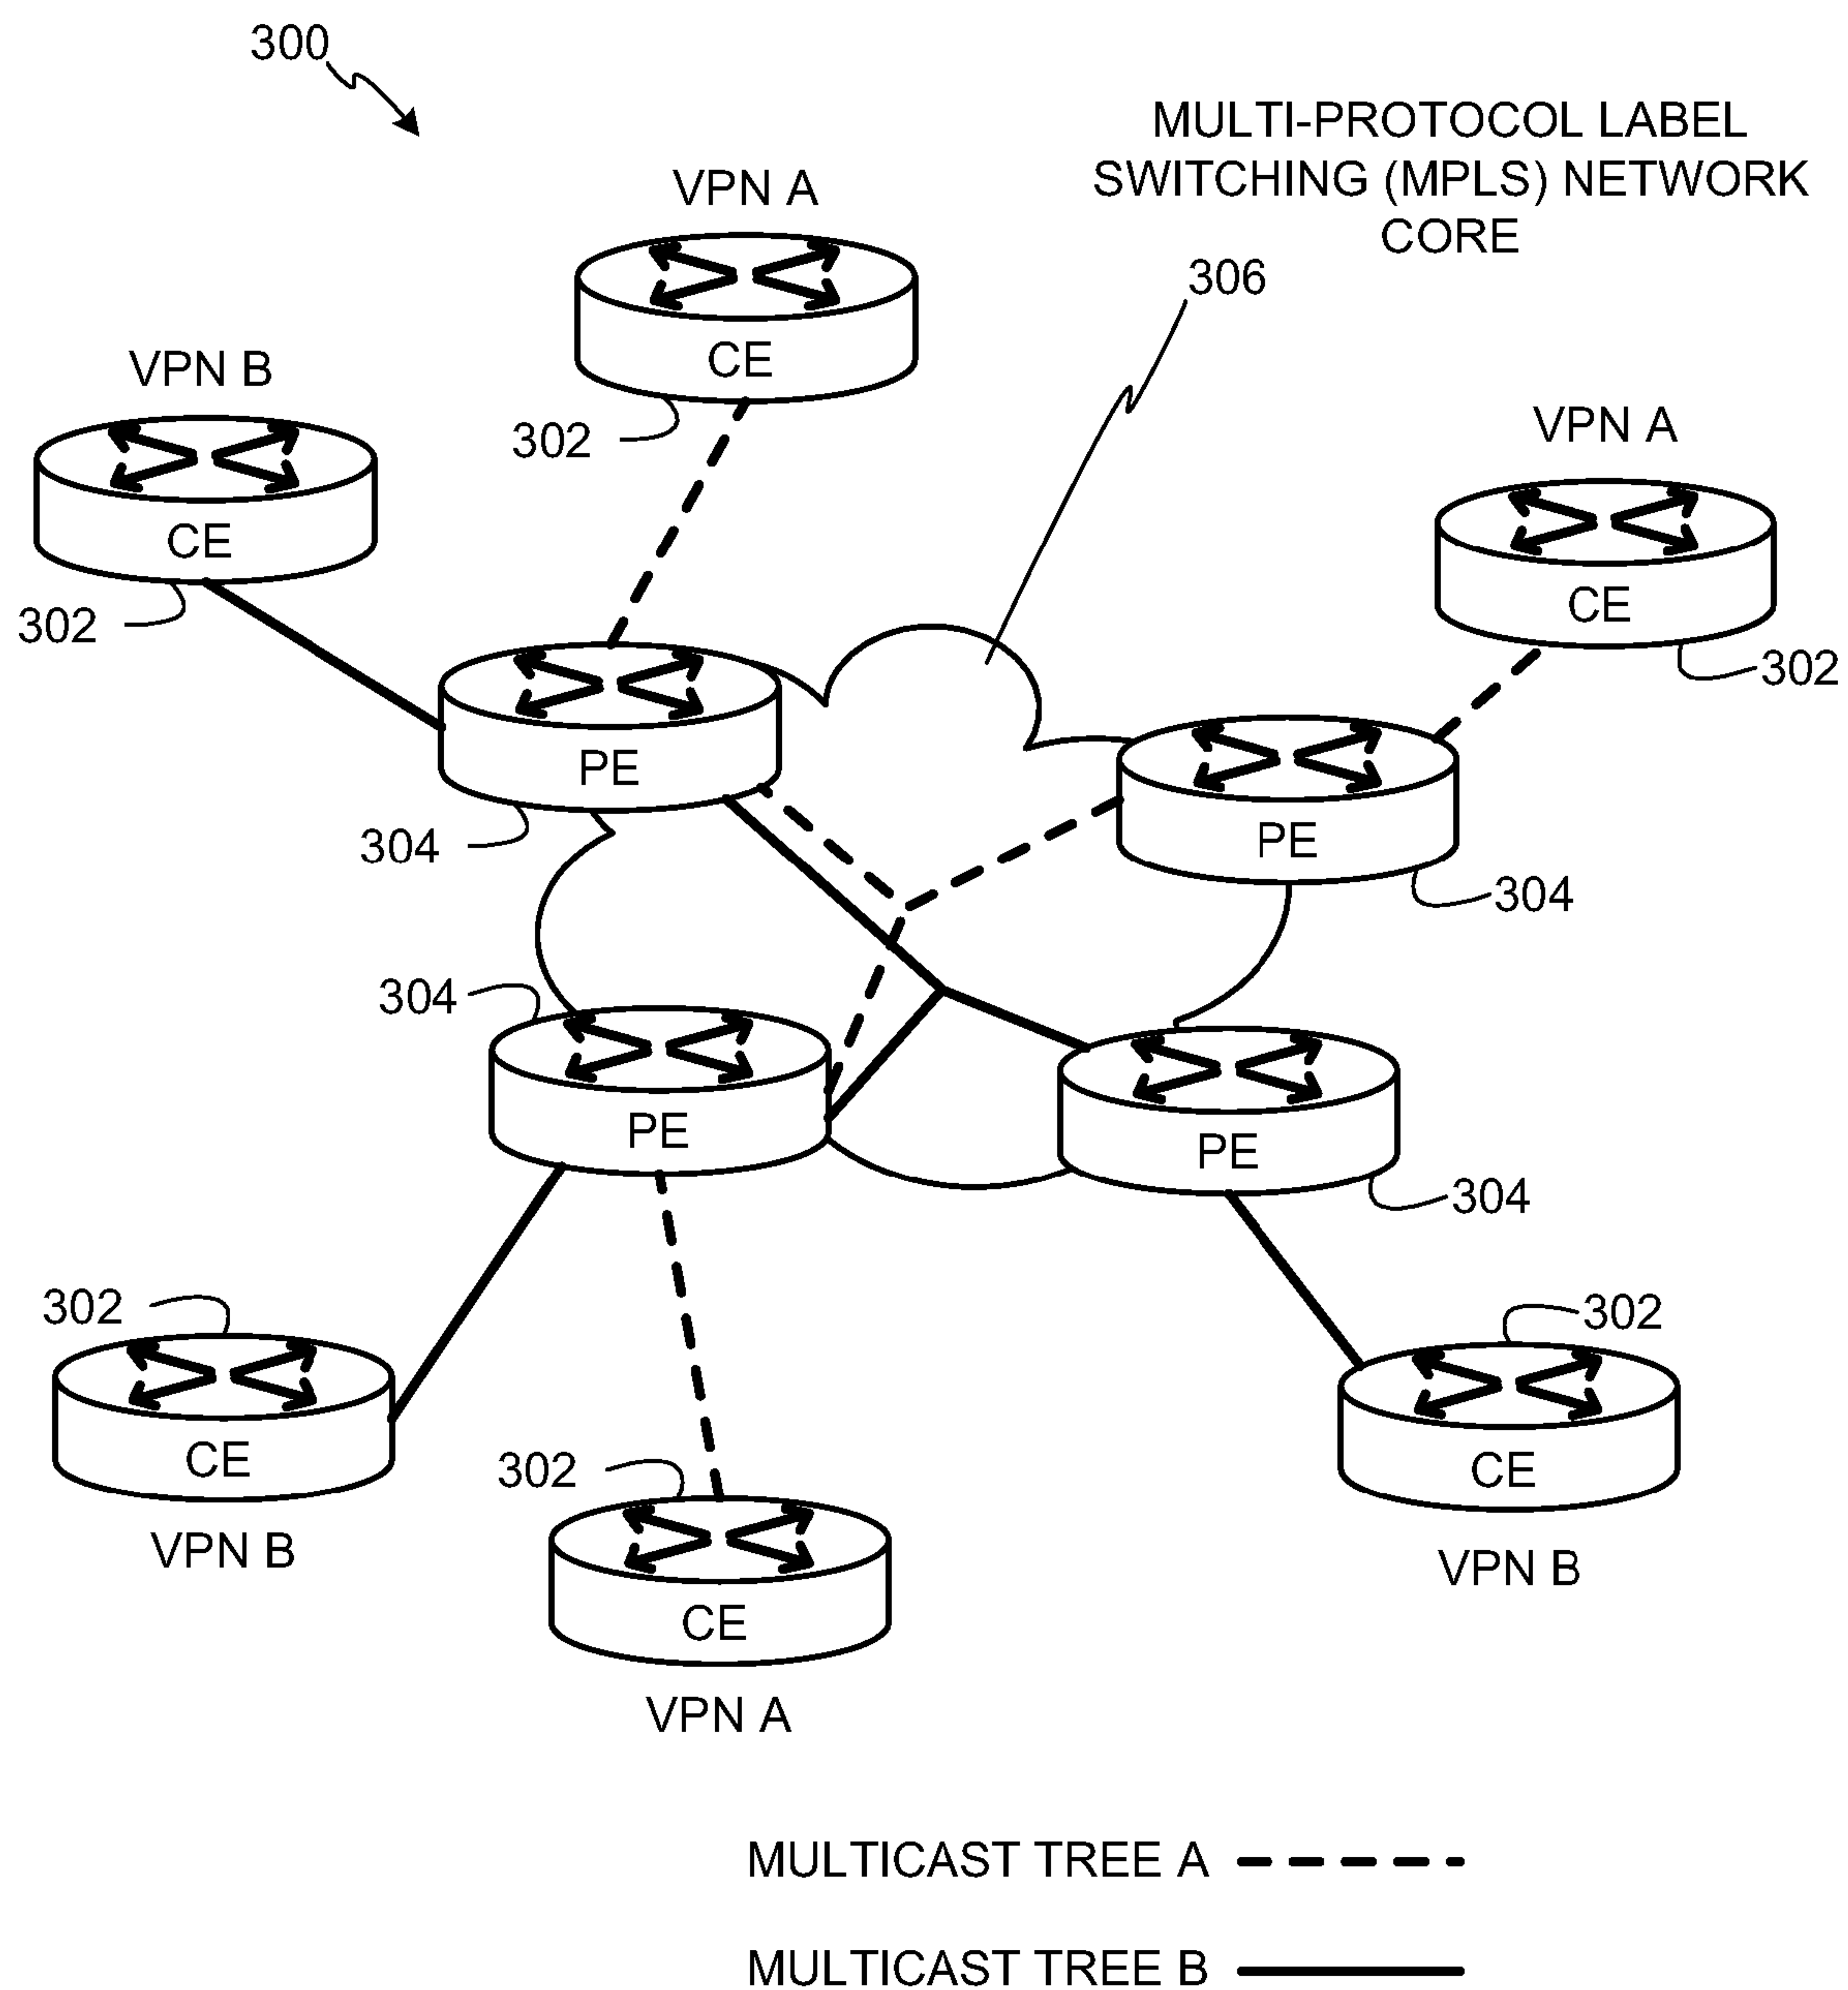 300
MULTI-PROTOCOL LABEL
SWITCHING (MPLS) NETWORK
CORE
VPN A
306
CE
302
VPN B
CE
302
VPN A
CE
302
PE
304
PE
304
304
PE
PE
304
302
CE
VPN B
302
CE
VPN A
302
CE
VPN B
MULTICAST TREE A
MULTICAST TREE B